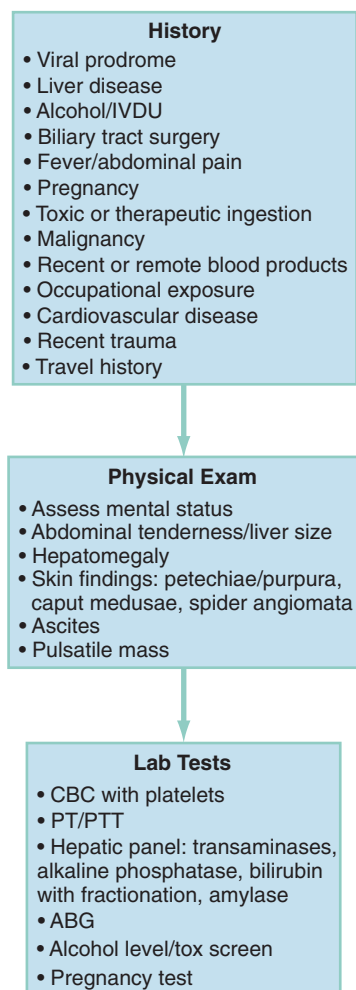 History
• Viral prodrome
• Liver disease
• Alcohol/IVDU
• Biliary tract surgery
• Fever/abdominal pain
• Pregnancy
• Toxic or therapeutic ingestion
• Malignancy
• Recent or remote blood products
• Occupational exposure
• Cardiovascular disease
• Recent trauma
• Travel history
Physical Exam
• Assess mental status
• Abdominal tenderness/liver size
• Hepatomegaly
• Skin findings: petechiae/purpura,
caput medusae, spider angiomata
• Ascites
• Pulsatile mass
Lab Tests
• CBC with platelets
• PT/PTT
• Hepatic panel: transaminases,
alkaline phosphatase, bilirubin
with fractionation, amylase
• ABG
• Alcohol level/tox screen
• Pregnancy test